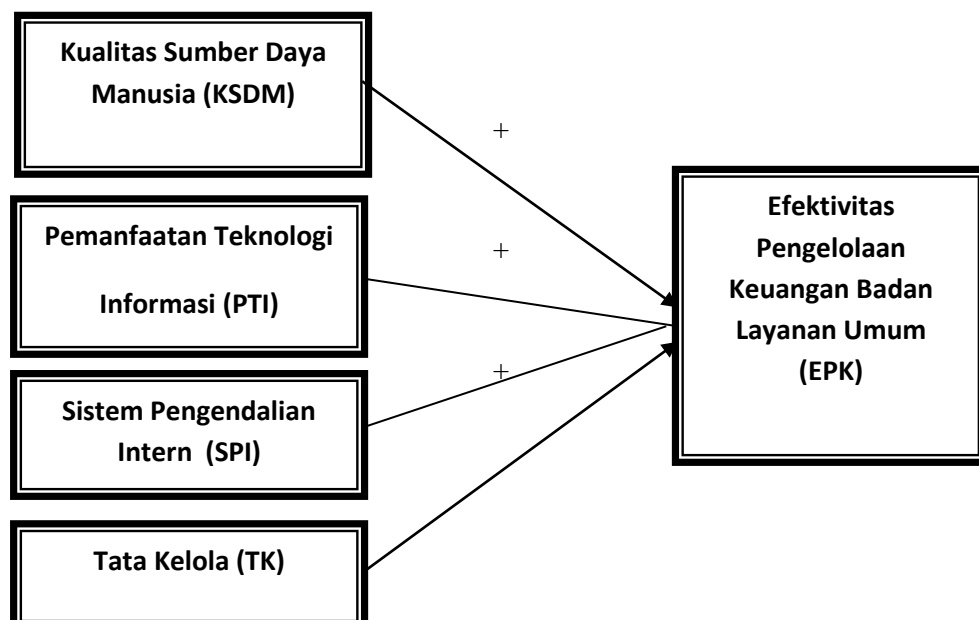 Kualitas Sumber Daya
Manusia (KSDM)
+
Pemanfaatan Teknologi
Informasi (PTI)
+
Sistem Pengendalian
Intern (SPI)
+
Tata Kelola (TK)
Efektivitas
Pengelolaan
Keuangan Badan
Layanan Umum
(EPK)